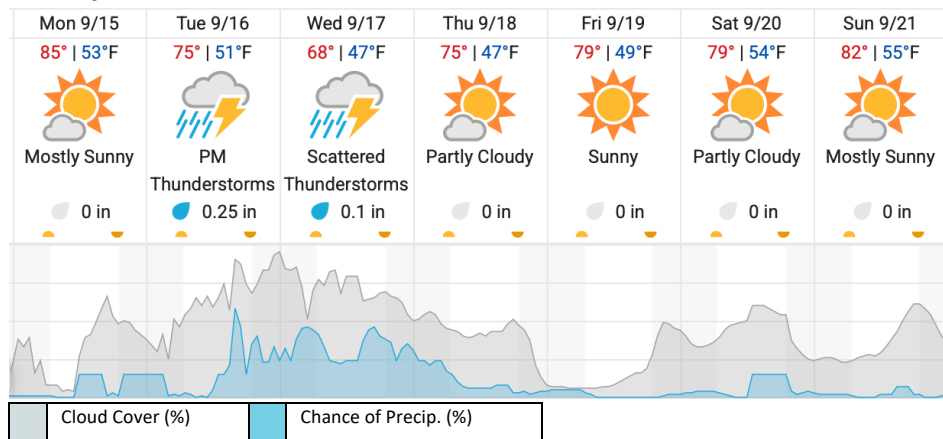 Mon 9/15 Tue 9/16 Wed 9/17 Thu 9/18 Fri 9/19 Sat 9/20 Sun 9/21
85° | 53°F 75° | 51°F 68° | 47°F 75° | 47°F 79° | 49°F 79° | 54°F 82° | 55°F
Mostly Sunny PM Scattered Partly Cloudy Sunny Partly Cloudy Mostly Sunny
Thunderstorms Thunderstorms
0 in 0.25 in 0.1 in 0 in 0 in 0 in 0 in
Cloud Cover (%) Chance of Precip. (%)